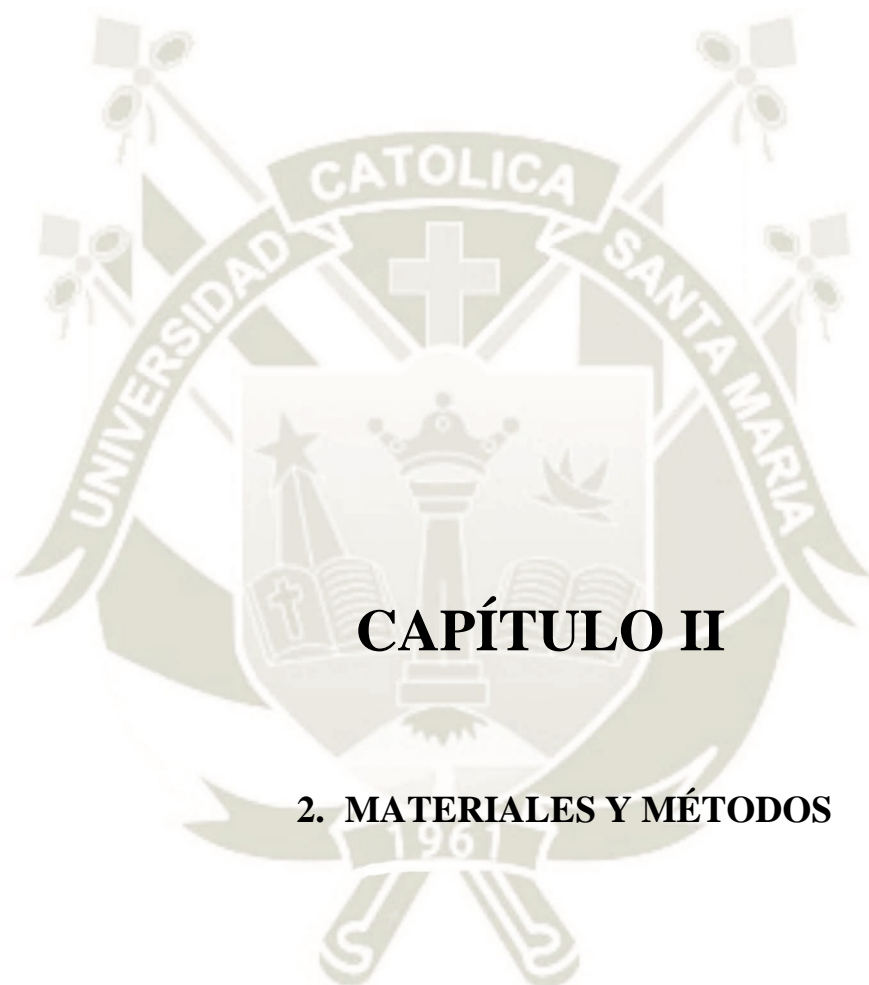 UNIVERSIDAD CATOLICA SANTA MARIA
CAPÍTULO II
2. MATERIALES Y MÉTODOS
1961